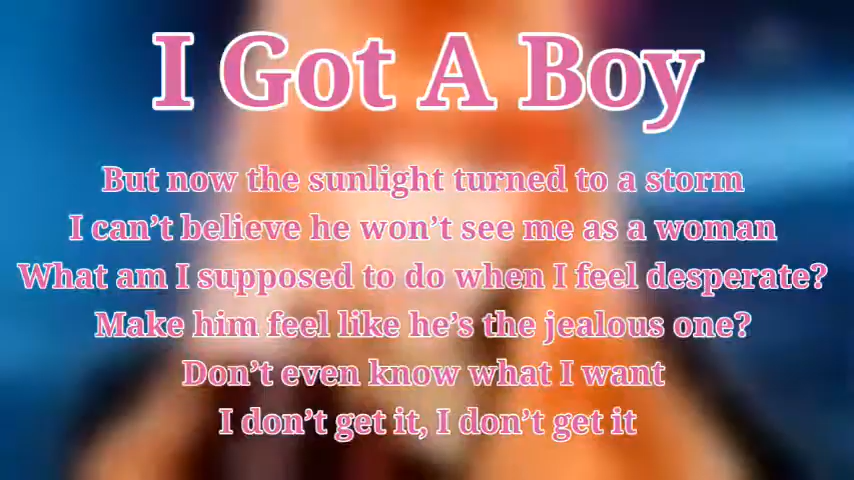 I Got A Boy
But now the sunlight turned to a storm
I can’t believe he won’t see me as a woman
What am I supposed to do when I feel desperate?
Make him feel like he’s the jealous one?
Don’t even know what I want
I don’t get it, I don’t get it